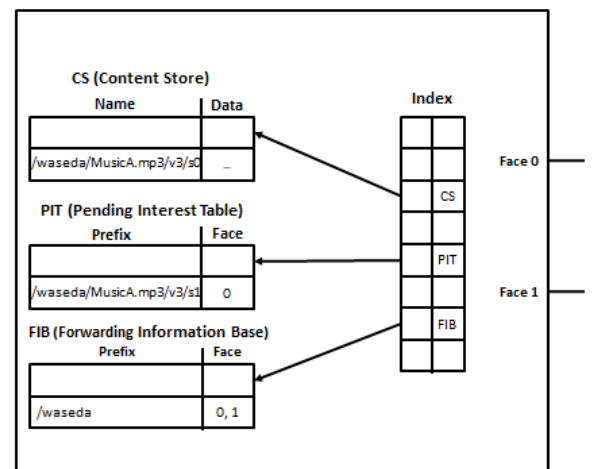 CS (Content Store)
Name Data
/waseda/MusicA.mp3/v3/s0 _
PIT (Pending Interest Table)
Prefix Face
/waseda/MusicA.mp3/v3/s1 0
FIB (Forwarding Information Base)
Prefix Face
/waseda 0, 1
Index
CS
PIT
FIB
Face 0
Face 1